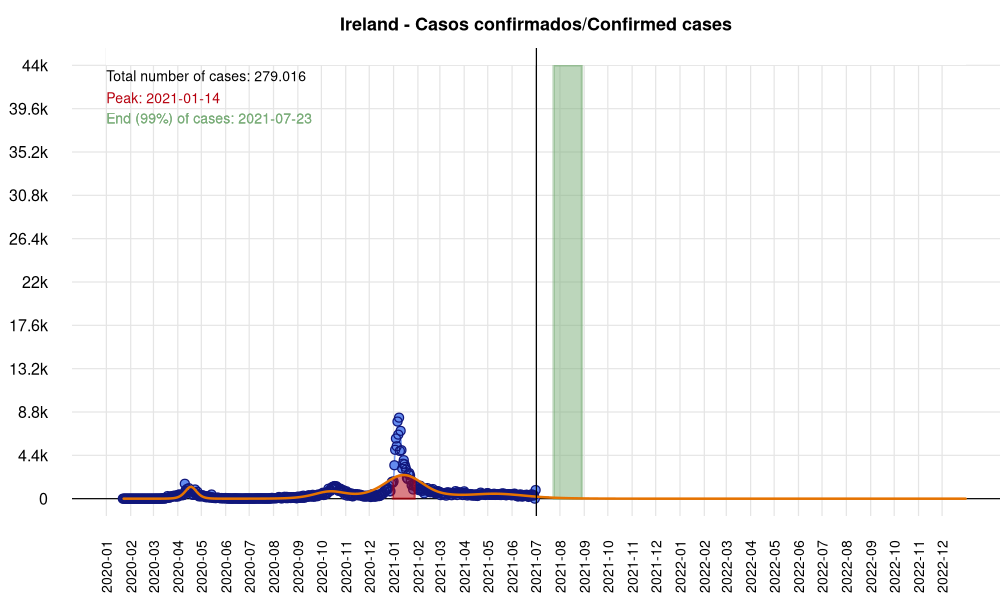 Ireland - Casos confirmados/Confirmed cases
Total number of cases: 279.016
Peak: 2021-01-14
End (99%) of cases: 2021-07-23
44k
39.6k
35.2k
30.8k
26.4k
22k
17.6k
13.2k
8.8k
4.4k
0
2020-01
2020-02
2020-03
2020-04
2020-05
2020-06
2020-07
2020-08
2020-09
2020-10
2020-11
2020-12
2021-01
2021-02
2021-03
2021-04
2021-05
2021-06
2021-07
2021-08
2021-09
2021-10
2021-11
2021-12
2022-01
2022-02
2022-03
2022-04
2022-05
2022-06
2022-07
2022-08
2022-09
2022-10
2022-11
2022-12